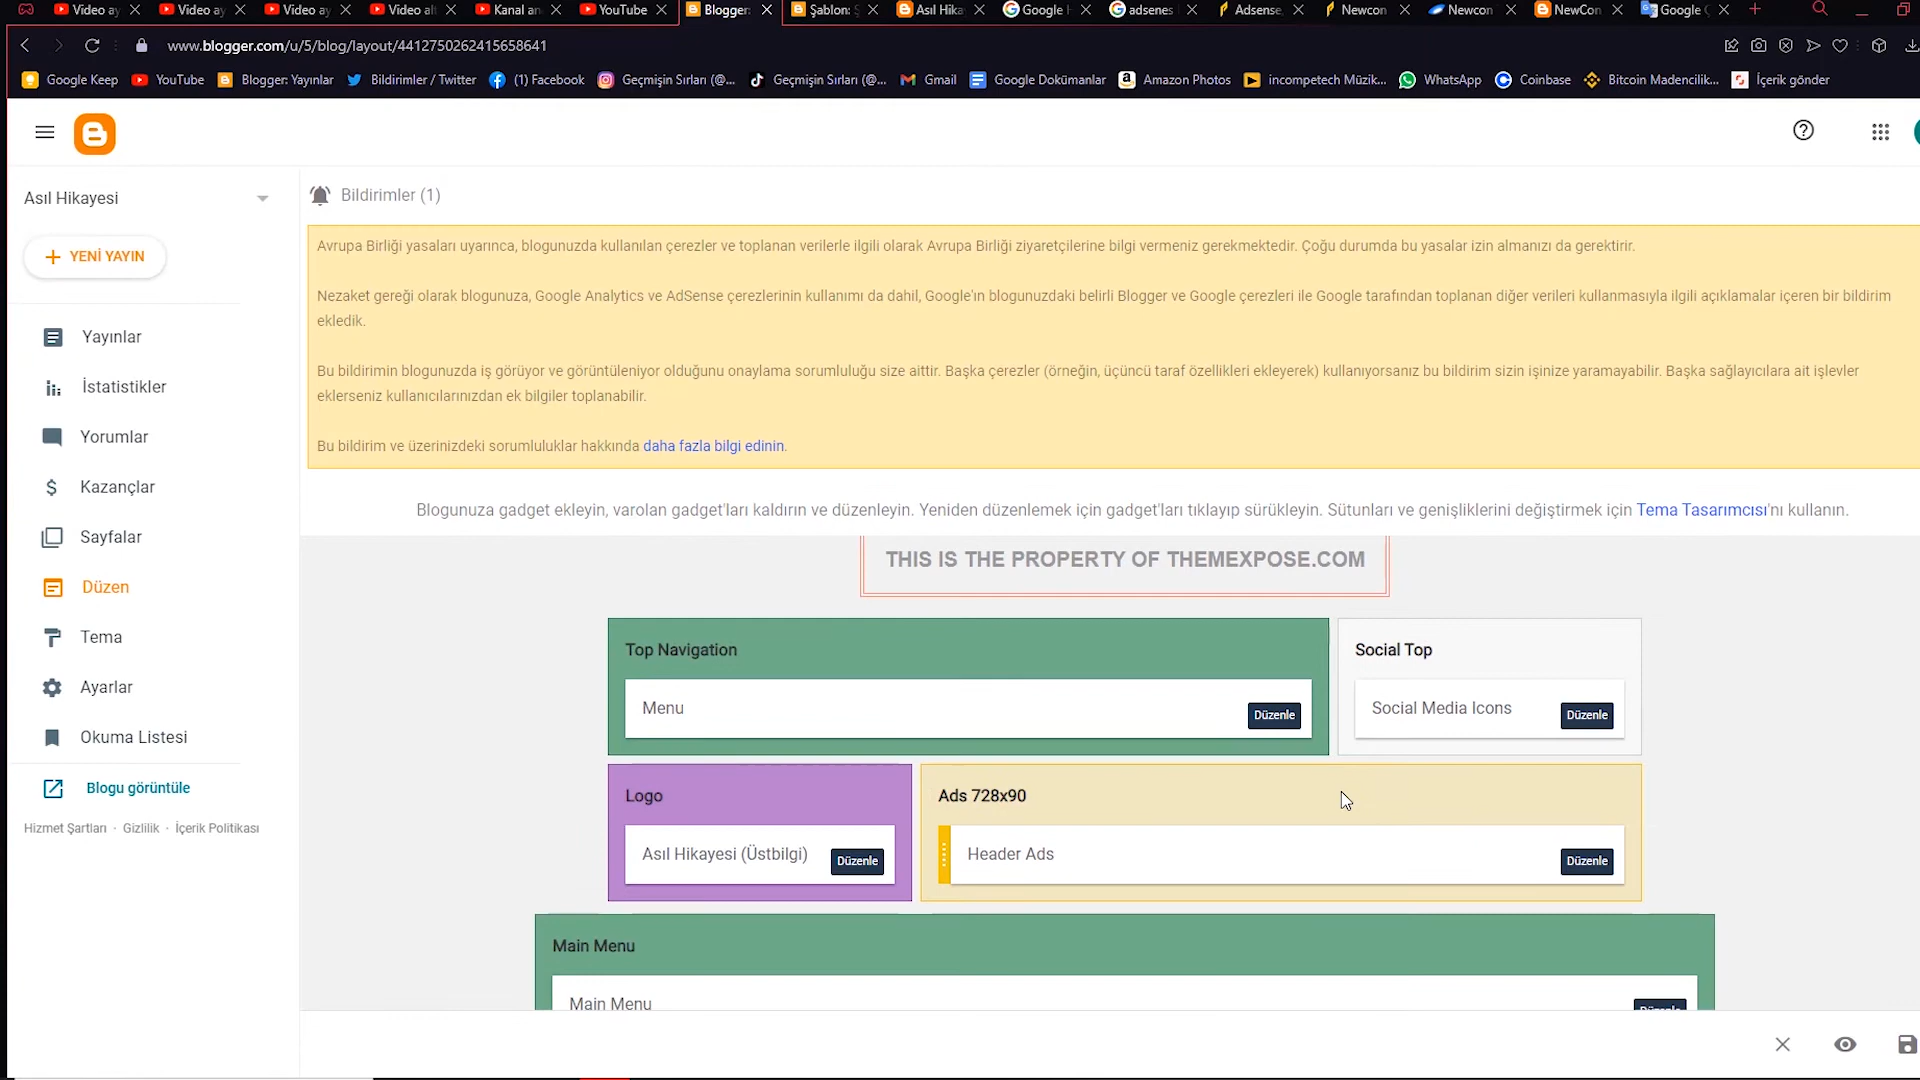 Video ay
Video ay
Video ay
Video alt
Kanal an
YouTube
Blogger:
Şablon:
Asıl Hika
Google
adsenes
Adsense
Newcon
Newcon
NewCon
Google
www.blogger.com/u/5/blog/layout/4412750262415658641
Google Keep
YouTube
Blogger: Yayınlar
Bildirimler / Twitter
(1) Facebook
Geçmişin Sırları (@...
Geçmişin Sırları (@...
Gmail
Google Dokümanlar
Amazon Photos
incompetech Müzik...
WhatsApp
Coinbase
Bitcoin Madencilik...
İçerik gönder
Asıl Hikayesi
YENİ YAYIN
Yayınlar
İstatistikler
Yorumlar
Kazançlar
Sayfalar
Düzen
Tema
Ayarlar
Okuma Listesi
Blogu görüntüle
Hizmet Şartları · Gizlilik · İçerik Politikası
Bildirimler (1)
Avrupa Birliği yasaları uyarınca, blogunuzda kullanılan çerezler ve toplanan verilerle ilgili olarak Avrupa Birliği ziyaretçilerine bilgi vermeniz gerekmektedir. Çoğu durumda bu yasalar izin almanızı da gerektirir.
Nezaket gereği olarak blogunuza, Google Analytics ve AdSense çerezlerinin kullanımı da dahil, Google'ın blogunuzdaki belirli Blogger ve Google çerezleri ile Google tarafından toplanan diğer verileri kullanmasıyla ilgili açıklamalar içeren bir bildirim
ekledik.
Bu bildirimin blogunuzda iş görüyor ve görüntüleniyor olduğunu onaylama sorumluluğu size aittir. Başka çerezler (örneğin, üçüncü taraf özellikleri ekleyerek) kullanıyorsanız bu bildirim sizin işinize yaramayabilir. Başka sağlayıcılara ait işlevler
eklerseniz kullanıcılarınızdan ek bilgiler toplanabilir.
Bu bildirim ve üzerinizdeki sorumluluklar hakkında daha fazla bilgi edinin.
Blogunuza gadget ekleyin, varolan gadget'ları kaldırın ve düzenleyin. Yeniden düzenlemek için gadget'ları tıklayıp sürükleyin. Sütunları ve genişliklerini değiştirmek için Tema Tasarımcısı'nı kullanın.
THIS IS THE PROPERTY OF THEMEXPOSE.COM
Top Navigation
Menu
Düzenle
Social Top
Social Media Icons
Düzenle
Logo
Asıl Hikayesi (Üstbilgi)
Düzenle
Ads 728x90
Header Ads
Düzenle
Main Menu
Main Menu
Düzenle